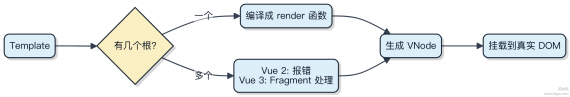 Template
有几个根?
一个
编译成 render 函数
多个
Vue 2: 报错
Vue 3: Fragment 处理
生成 VNode
挂载到真实 DOM